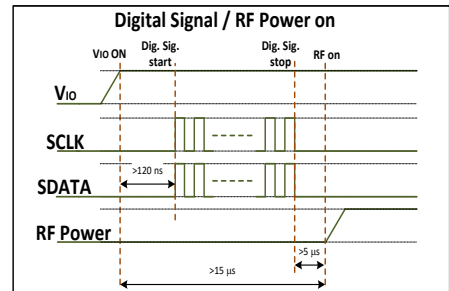 Digital Signal / RF Power on
VIO ON
Dig. Sig.
start
Dig. Sig.
stop
RF on
VIO
SCLK
SDATA
>120 ns
RF Power
>5 µs
>15 µs